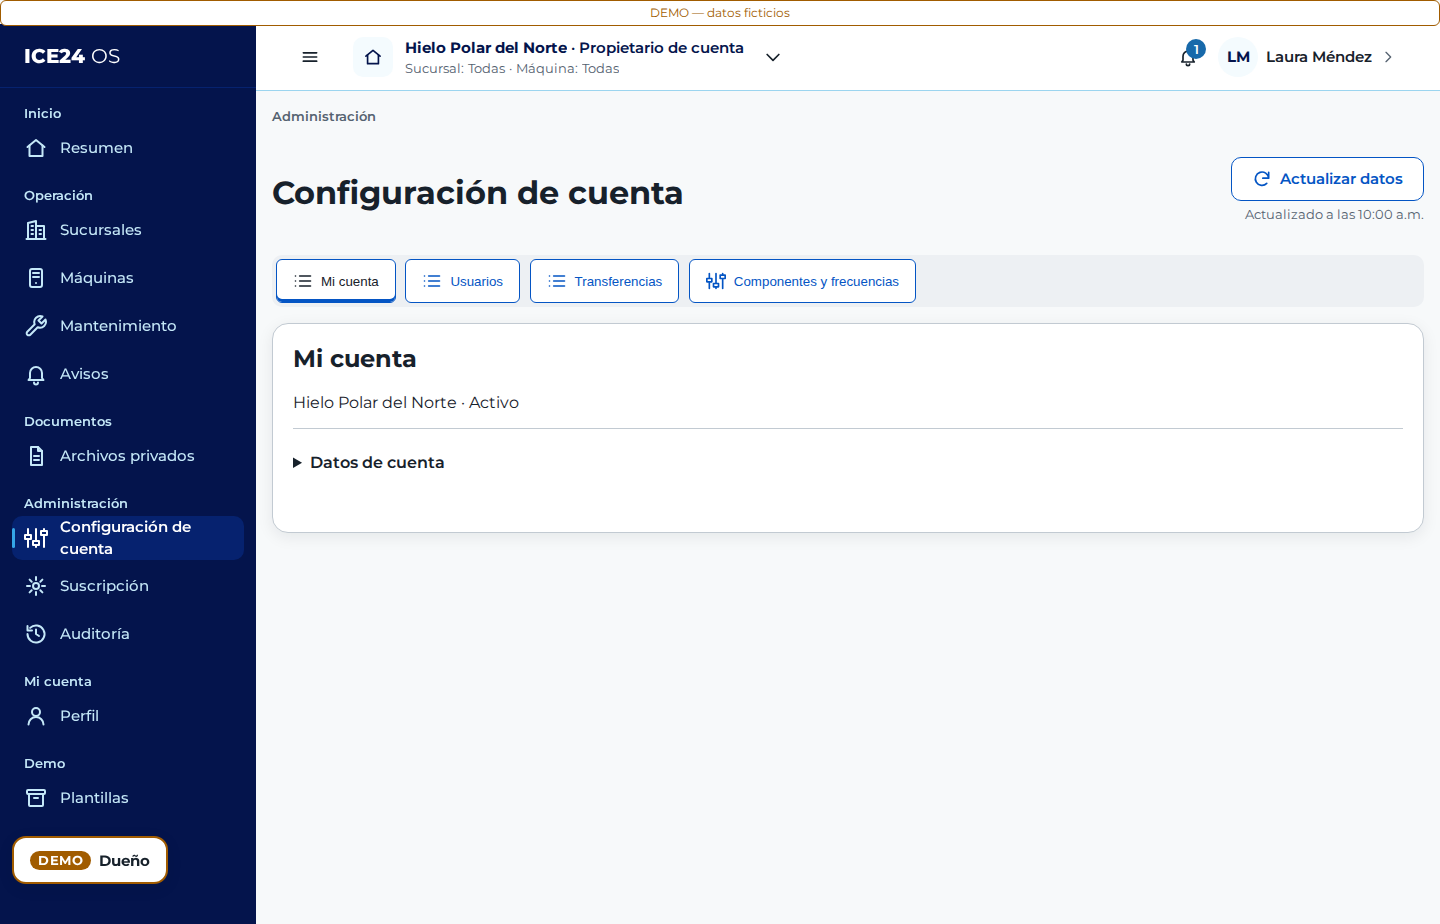 DEMO — datos ficticios
ICE24 OS
Inicio
Resumen
Operación
Sucursales
Máquinas
Mantenimiento
Avisos
Documentos
Archivos privados
Administración
Configuración de
cuenta
Suscripción
Auditoría
Mi cuenta
Perfil
Demo
Plantillas
DEMO Dueño
Hielo Polar del Norte · Propietario de cuenta
Sucursal: Todas · Máquina: Todas
1
LM Laura Méndez
Administración
Configuración de cuenta
Actualizar datos
Actualizado a las 10:00 a.m.
Mi cuenta Usuarios Transferencias Componentes y frecuencias
Mi cuenta
Hielo Polar del Norte · Activo
Datos de cuenta